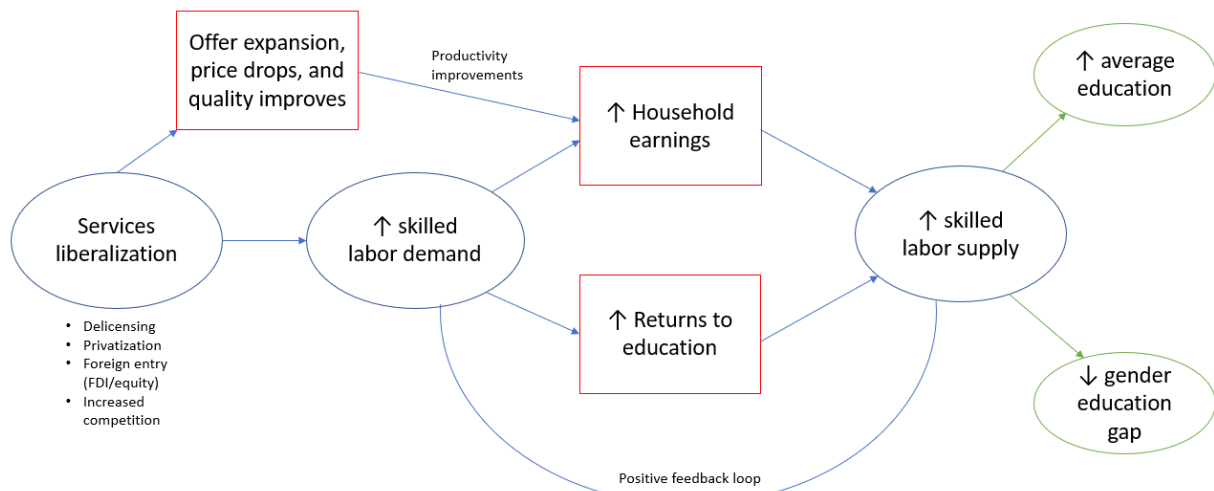 Offer expansion,
price drops, and
quality improves
Productivity
improvements
↑ Household
earnings
↑ average
education
Services
liberalization
↑ skilled
labor demand
↑ skilled
labor supply
• Delicensing
• Privatization
• Foreign entry
(FDI/equity)
• Increased
competition
↑ Returns to
education
↓ gender
education
gap
Positive feedback loop